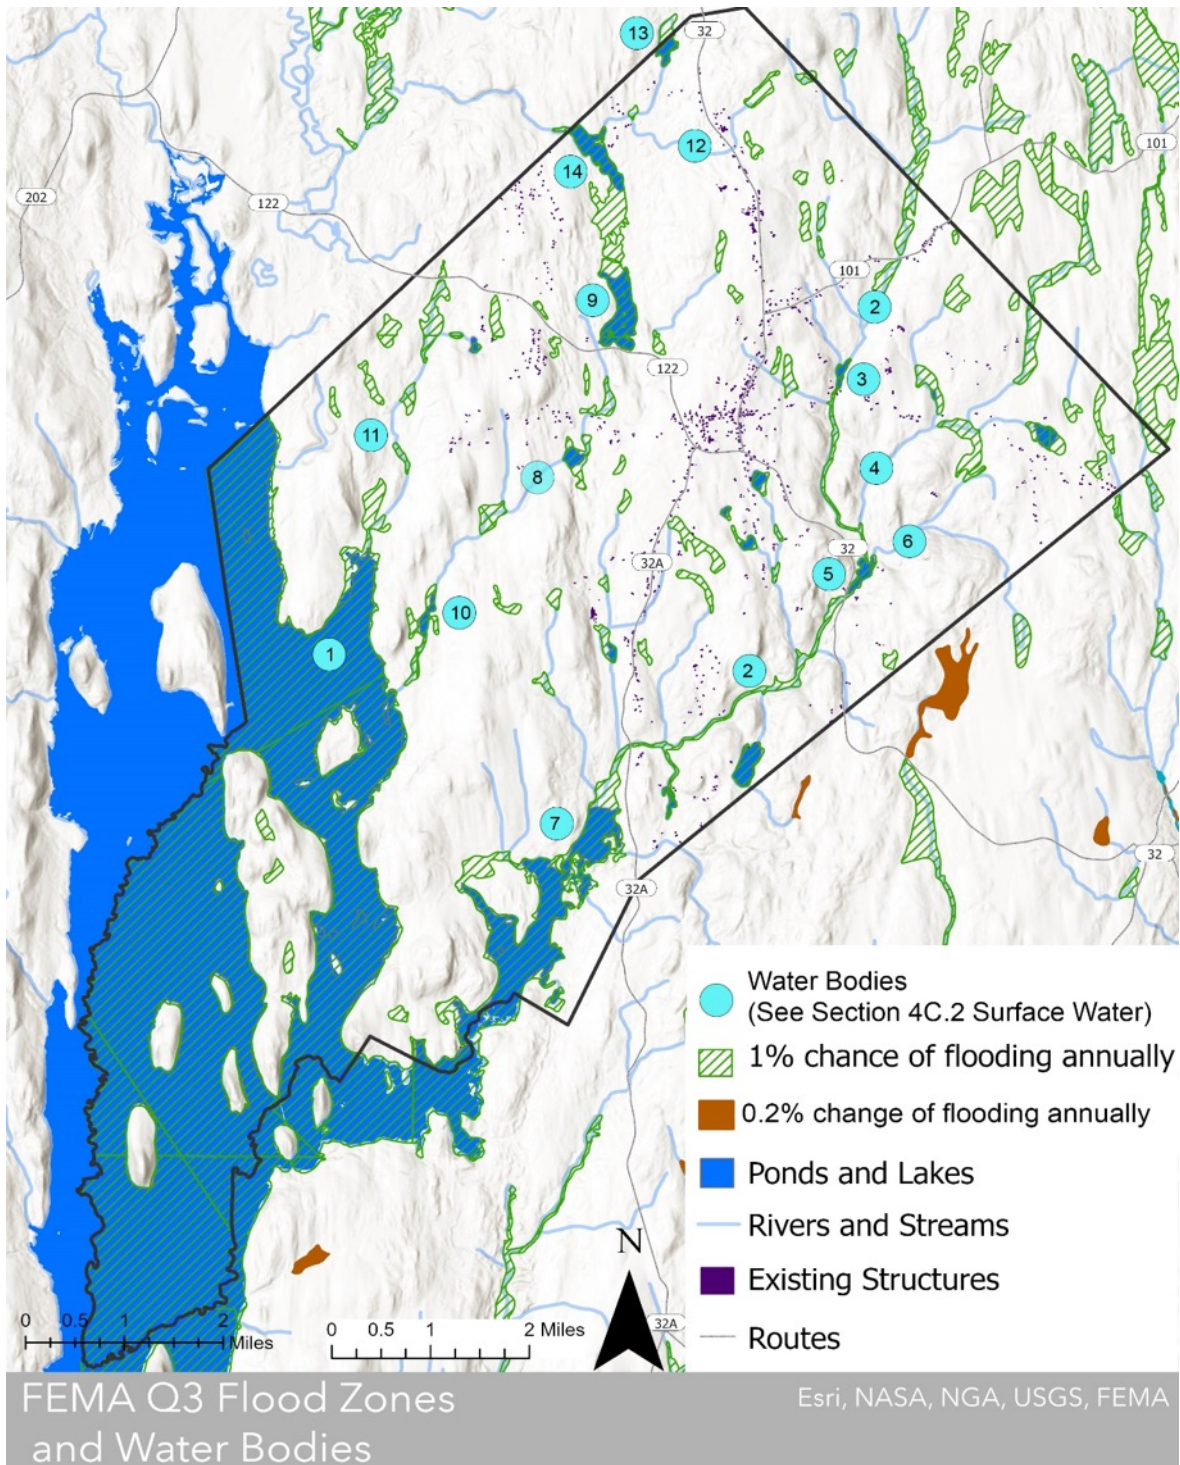 13
32
12
101
14
202
122
101
9
2
122
3
11
8
4
6
32
32A
5
10
1
2
7
32
32A
Water Bodies
(See Section 4C.2 Surface Water)
1% chance of flooding annually
0.2% change of flooding annually
Ponds and Lakes
Rivers and Streams
N
Existing Structures
0 0.5 1 2
Miles
0 0.5 1 2 Miles
32A
Routes
FEMA Q3 Flood Zones
and Water Bodies
Esri, NASA, NGA, USGS, FEMA